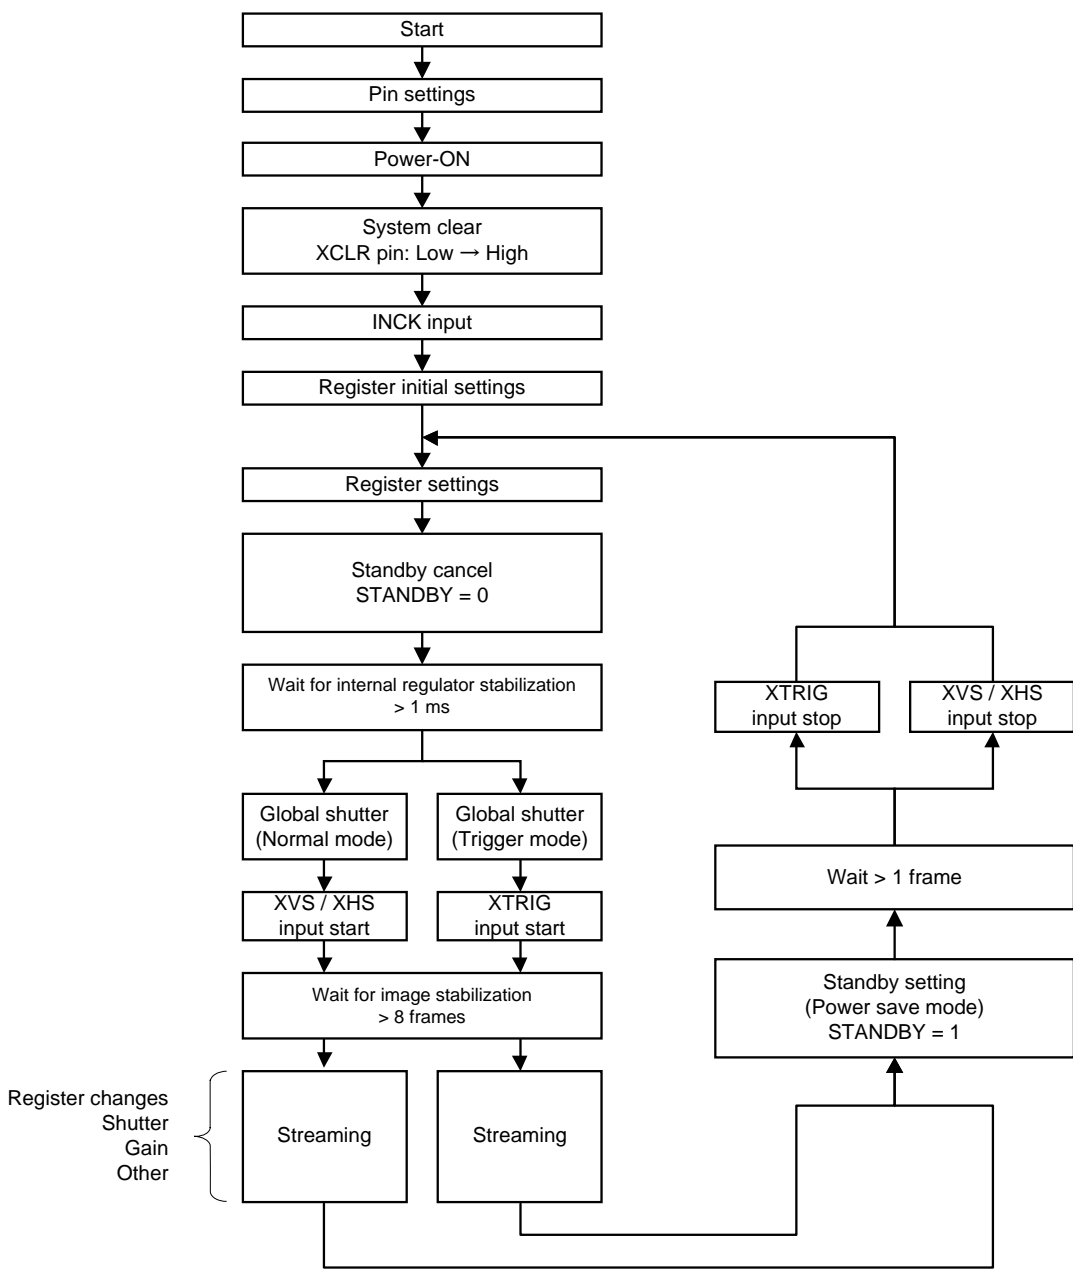 Start
Pin settings
Power-ON
System clear
XCLR pin: Low → High
INCK input
Register initial settings
Register settings
Standby cancel
STANDBY = 0
Wait for internal regulator stabilization
> 1 ms
Global shutter
(Normal mode)
Global shutter
(Trigger mode)
XVS / XHS
input start
XTRIG
input start
Wait for image stabilization
> 8 frames
Register changes
Shutter
Gain
Other
Streaming
Streaming
XTRIG
input stop
XVS / XHS
input stop
Wait > 1 frame
Standby setting
(Power save mode)
STANDBY = 1